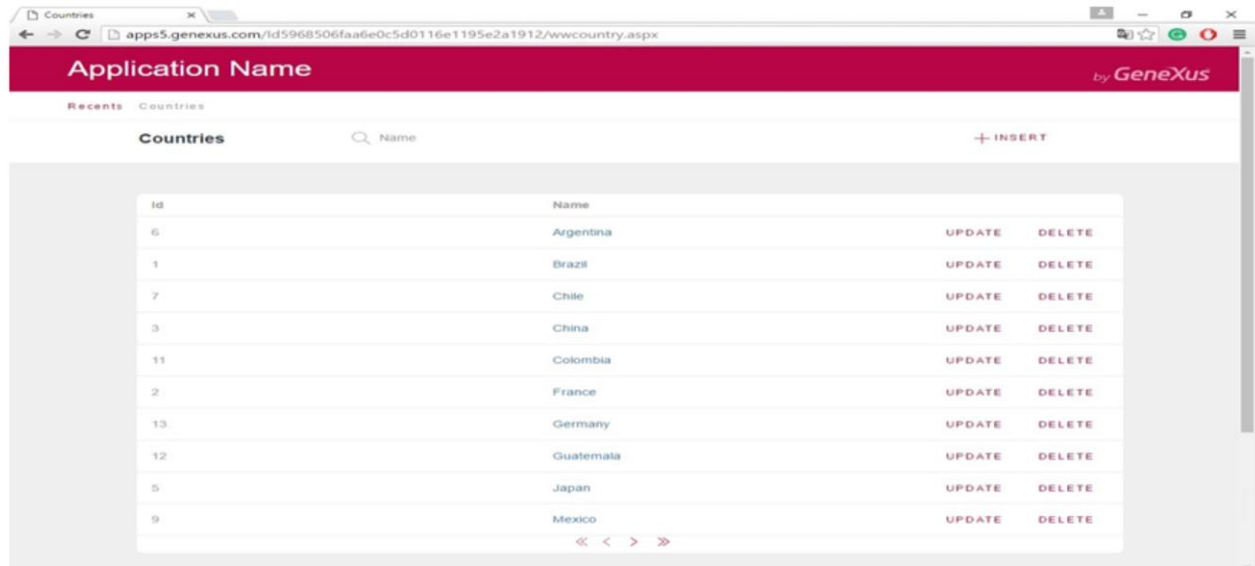 Countries
apps5.genexus.com/Id5968506faa6e0c5d0116e1195e2a1912/wwcountry.aspx
Application Name by GeneXus
Recents Countries
Countries Name +INSERT
Id Name
6 Argentina UPDATE DELETE
1 Brazil UPDATE DELETE
7 Chile UPDATE DELETE
3 China UPDATE DELETE
11 Colombia UPDATE DELETE
2 France UPDATE DELETE
13 Germany UPDATE DELETE
12 Guatemala UPDATE DELETE
5 Japan UPDATE DELETE
9 Mexico UPDATE DELETE
« < > »